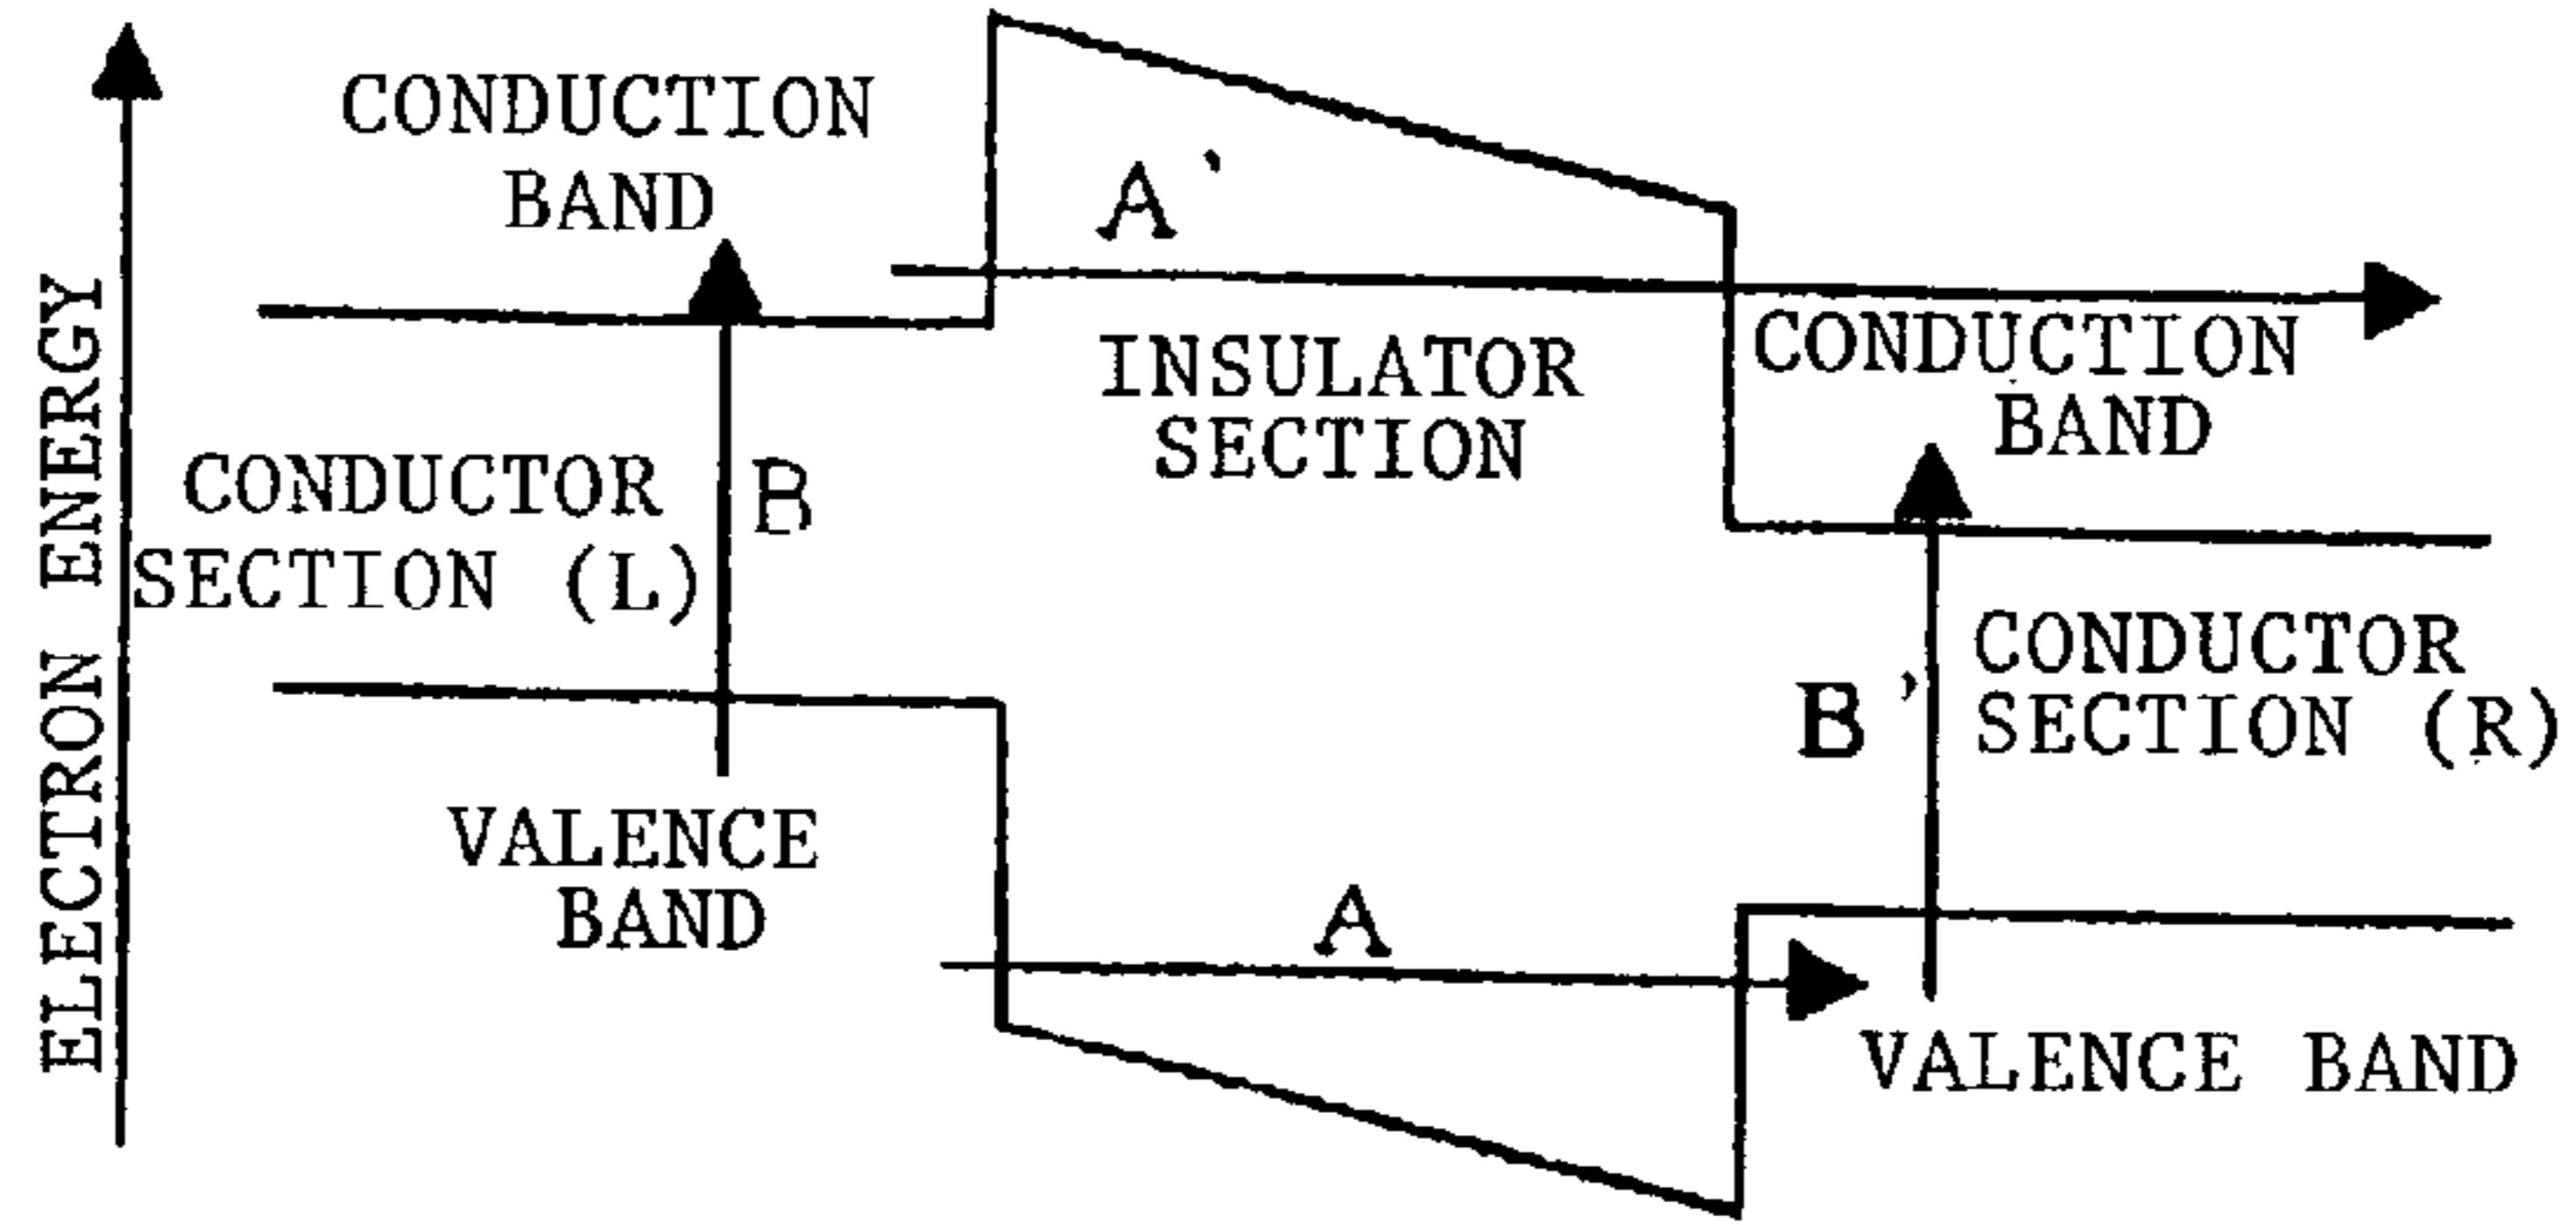 ELECTRON ENERGY
CONDUCTION
BAND
A'
CONDUCTOR
SECTION (L)
B
INSULATOR
SECTION
CONDUCTION
BAND
CONDUCTOR
SECTION (R)
B'
VALENCE
BAND
A
VALENCE BAND